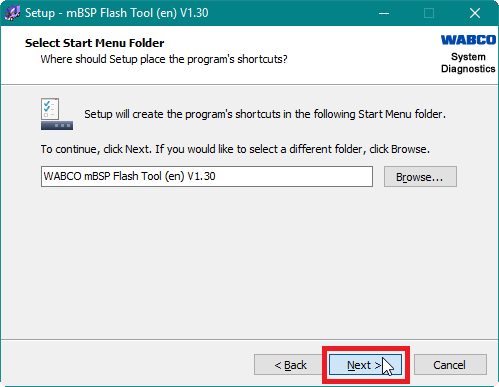 Setup - mBSP Flash Tool (en) V1.30
Select Start Menu Folder
Where should Setup place the program's shortcuts?
WABCO
System
Diagnostics
Setup will create the program's shortcuts in the following Start Menu folder.
To continue, click Next. If you would like to select a different folder, click Browse.
WABCO mBSP Flash Tool (en) V1.30
Browse...
< Back
Next >
Cancel